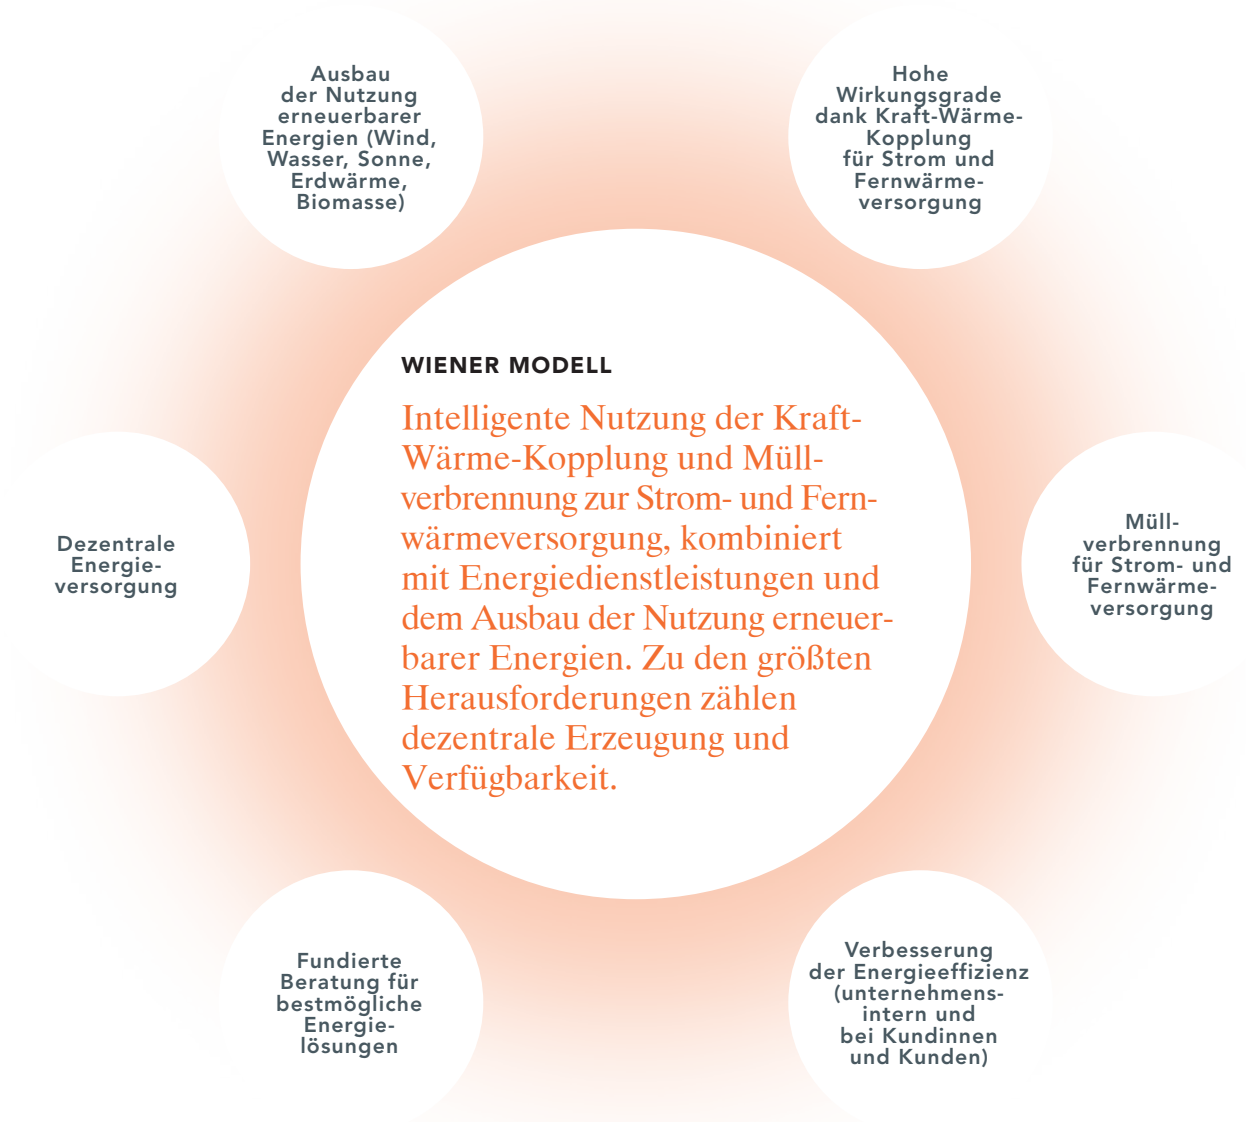 Ausbau
der Nutzung
erneuerbarer
Energien (Wind,
Wasser, Sonne,
Erdwärme,
Biomasse)
Hohe
Wirkungsgrade
dank Kraft-Wärme-
Kopplung
für Strom und
Fernwärme-
versorgung
WIENER MODELL
Intelligente Nutzung der Kraft-
Wärme-Kopplung und Müll-
verbrennung zur Strom- und Fern-
wärmeversorgung, kombiniert
mit Energiedienstleistungen und
dem Ausbau der Nutzung erneuer-
barer Energien. Zu den größten
Herausforderungen zählen
dezentrale Erzeugung und
Verfügbarkeit.
Dezentrale
Energie-
versorgung
Müll-
verbrennung
für Strom- und
Fernwärme-
versorgung
Fundierte
Beratung für
bestmögliche
Energie-
lösungen
Verbesserung
der Energieeffizienz
(unternehmens-
intern und
bei Kundinnen
und Kunden)